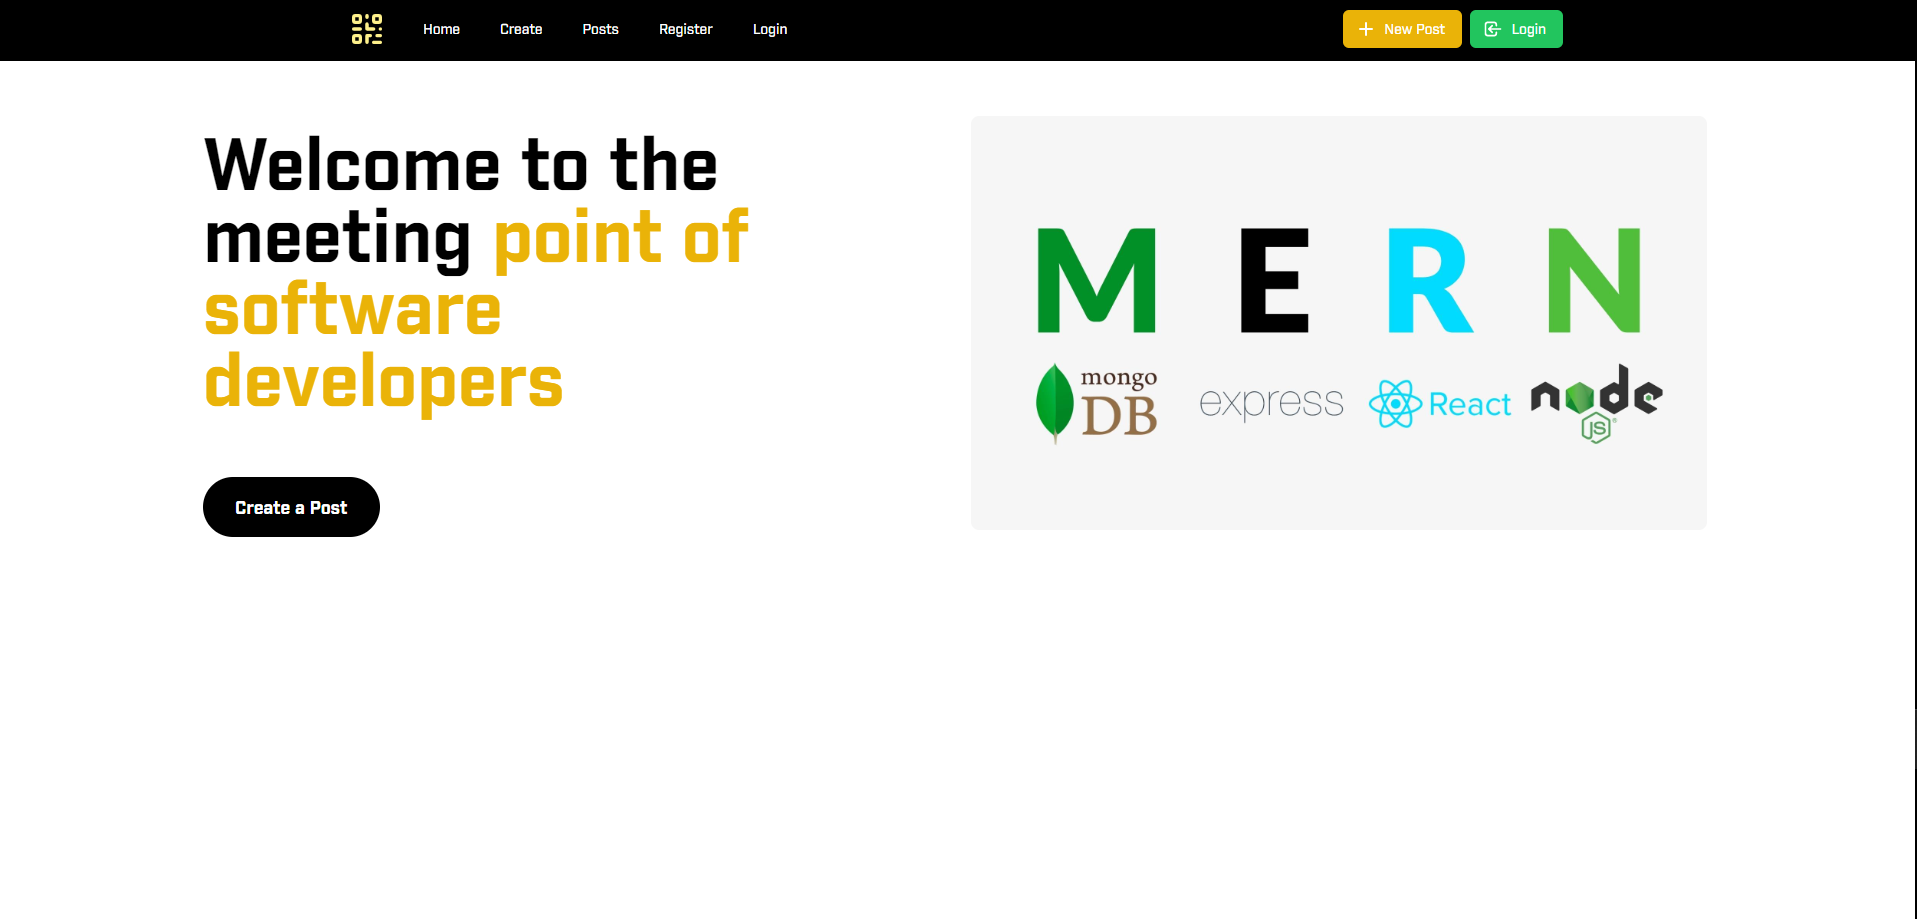 Home Create Posts Register Login New Post Login
Welcome to the
meeting point of
software
developers
Create a Post
M E R N
mongo
DB
express
React
node
JS